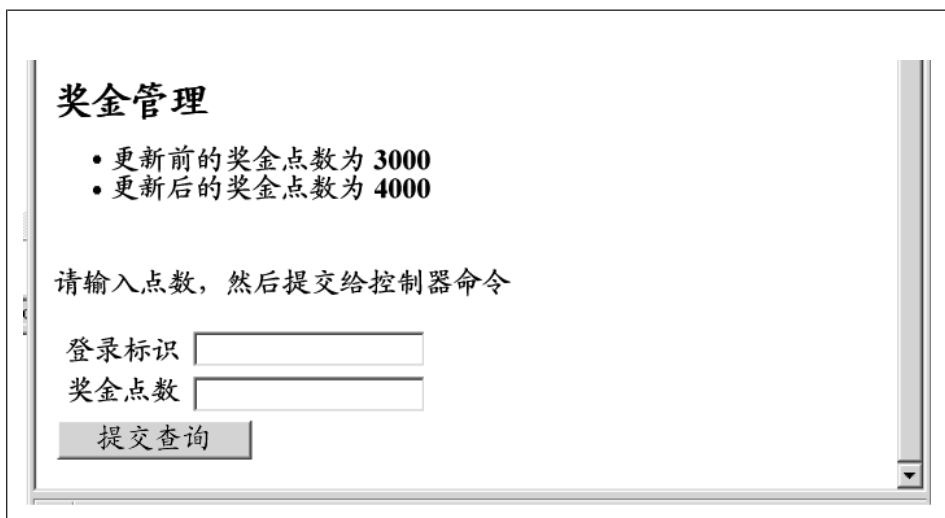 奖金管理
• 更新前的奖金点数为 3000
• 更新后的奖金点数为 4000
请输入点数，然后提交给控制器命令
登录标识
奖金点数
提交查询